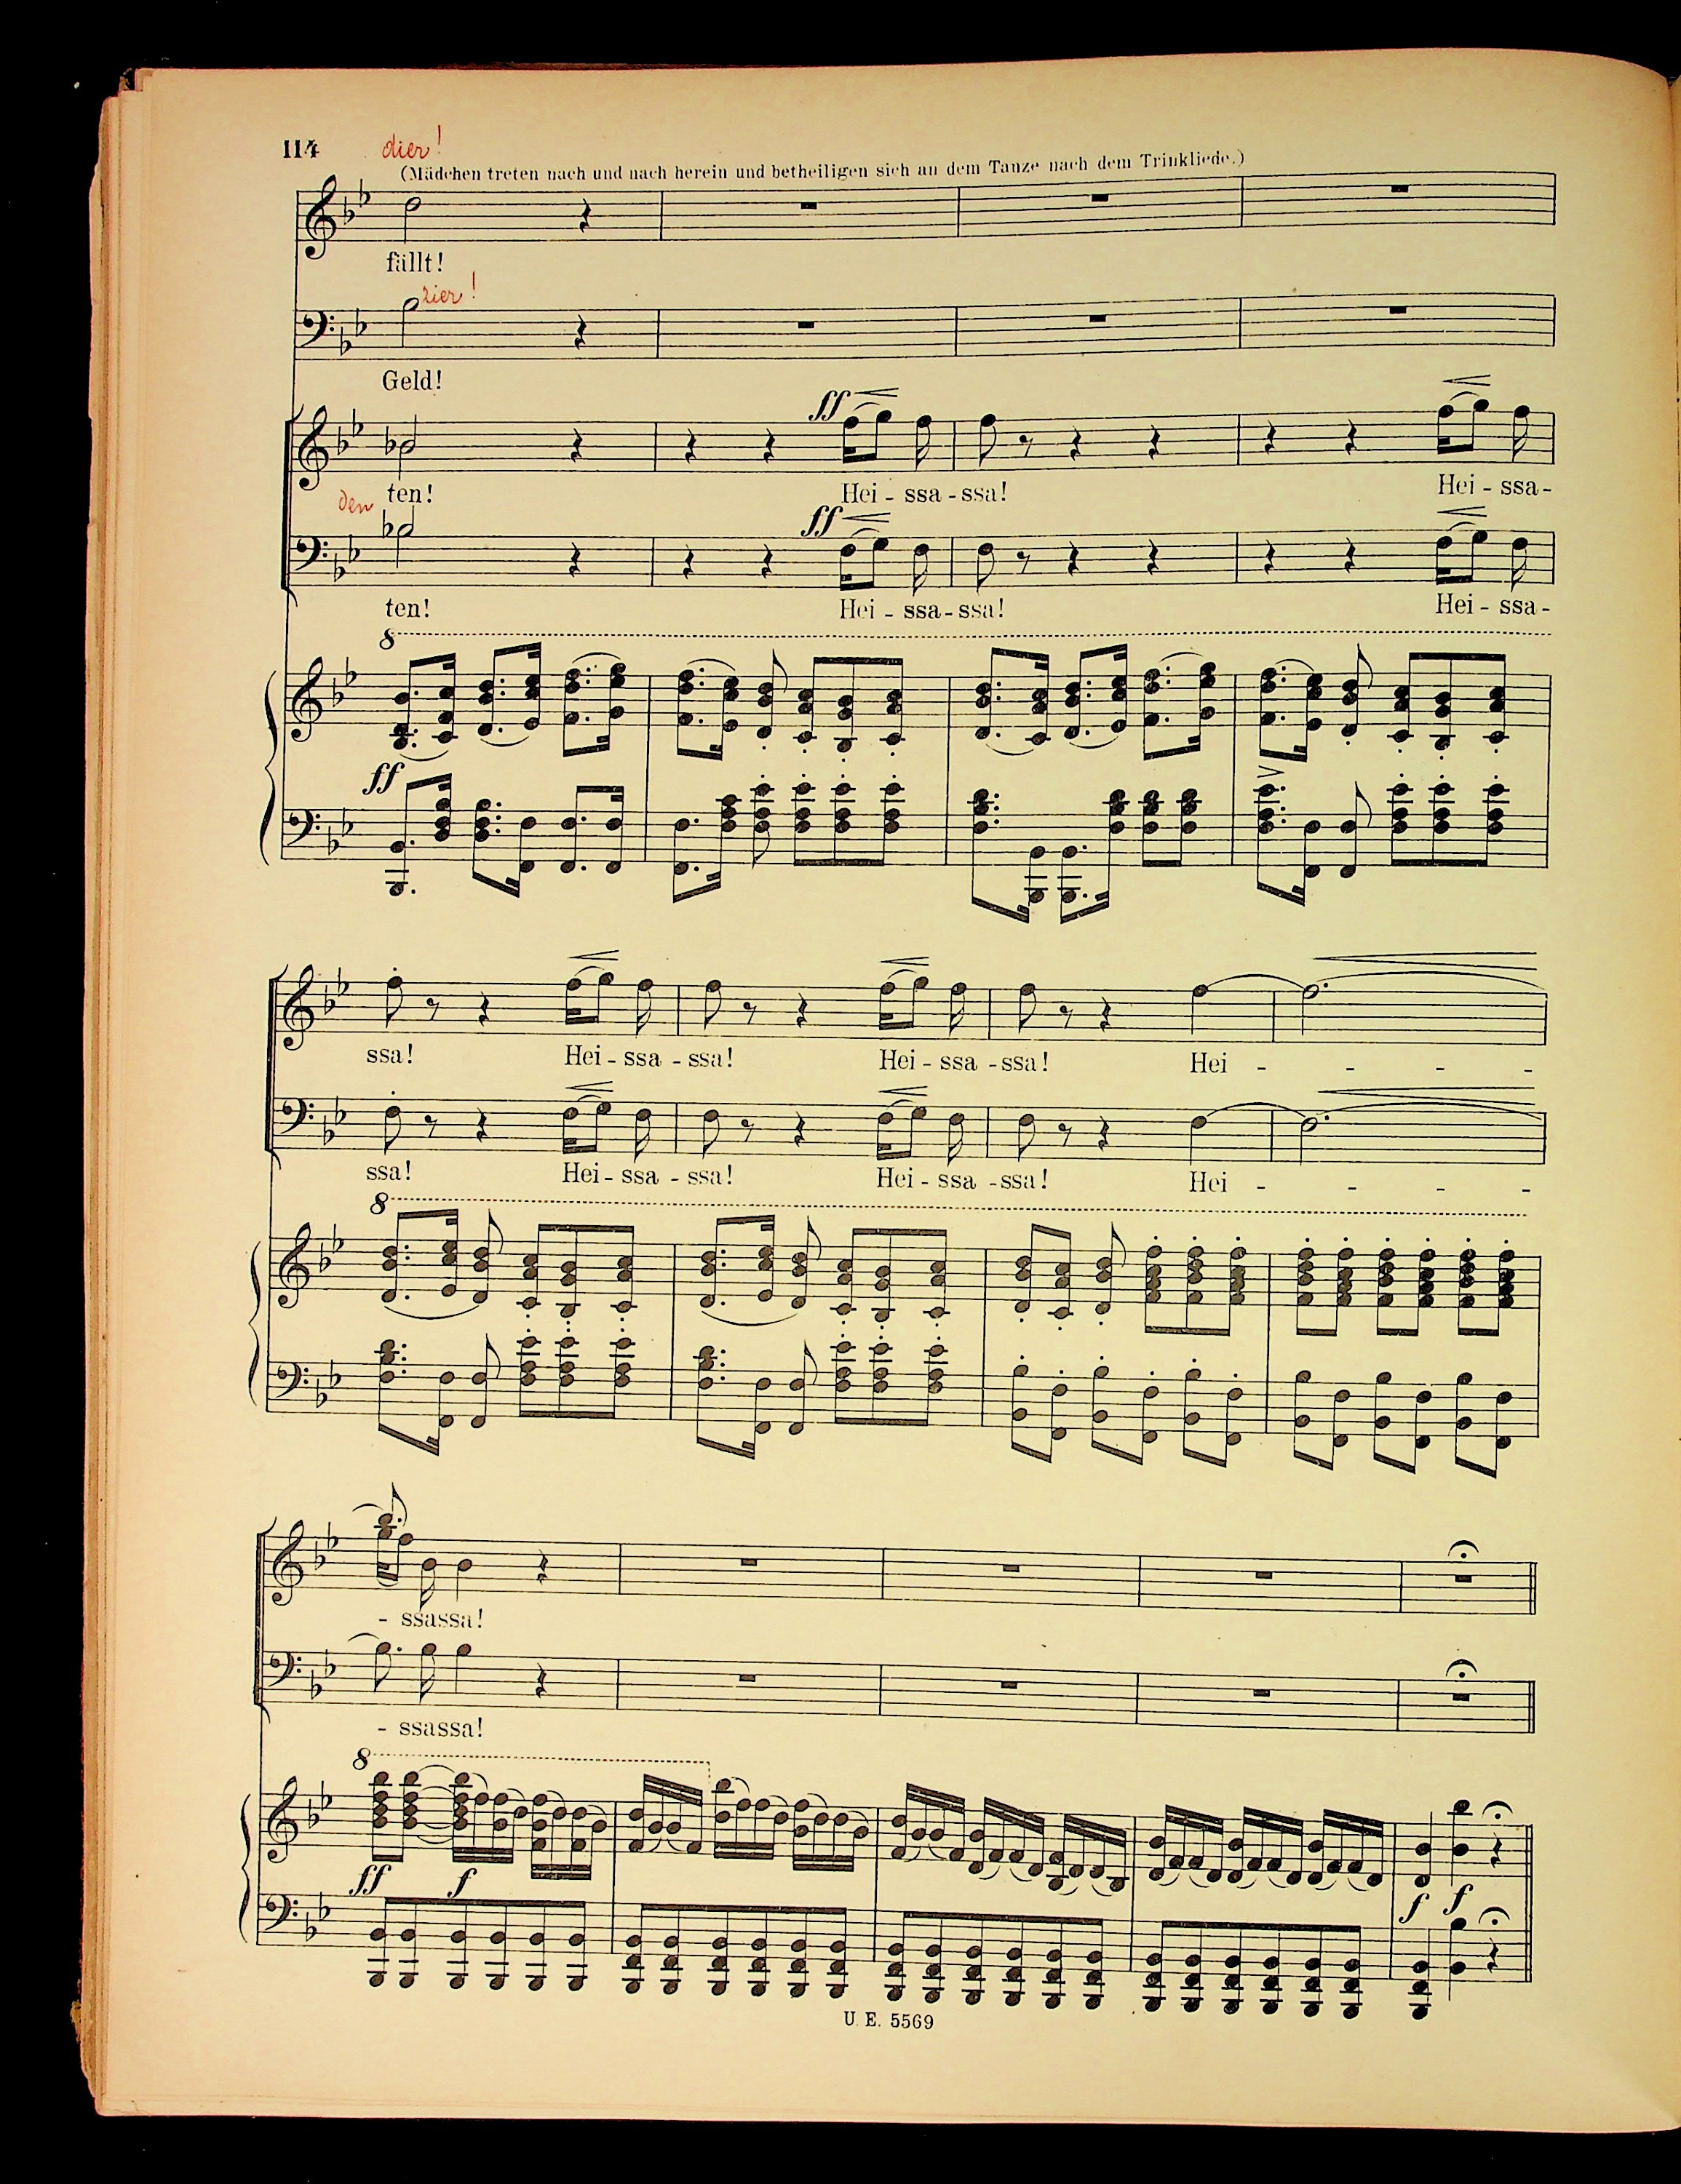 114
dier!
(Mädchen treten nach und nach herein und betheiligen sich an dem Tanze nach dem Trinkliede.)
fällt!
zier!
Geld!
ff
den ten! Hei - ssa - ssa! Hei - ssa -
ff
ten! Hei - ssa - ssa! Hei - ssa -
8
ff
ssa! Hei - ssa - ssa! Hei - ssa - ssa! Hei - - - -
ssa! Hei - ssa - ssa! Hei - ssa - ssa! Hei - - - -
8
- ssassa!
- ssassa!
8
ff f f f
U. E. 5569